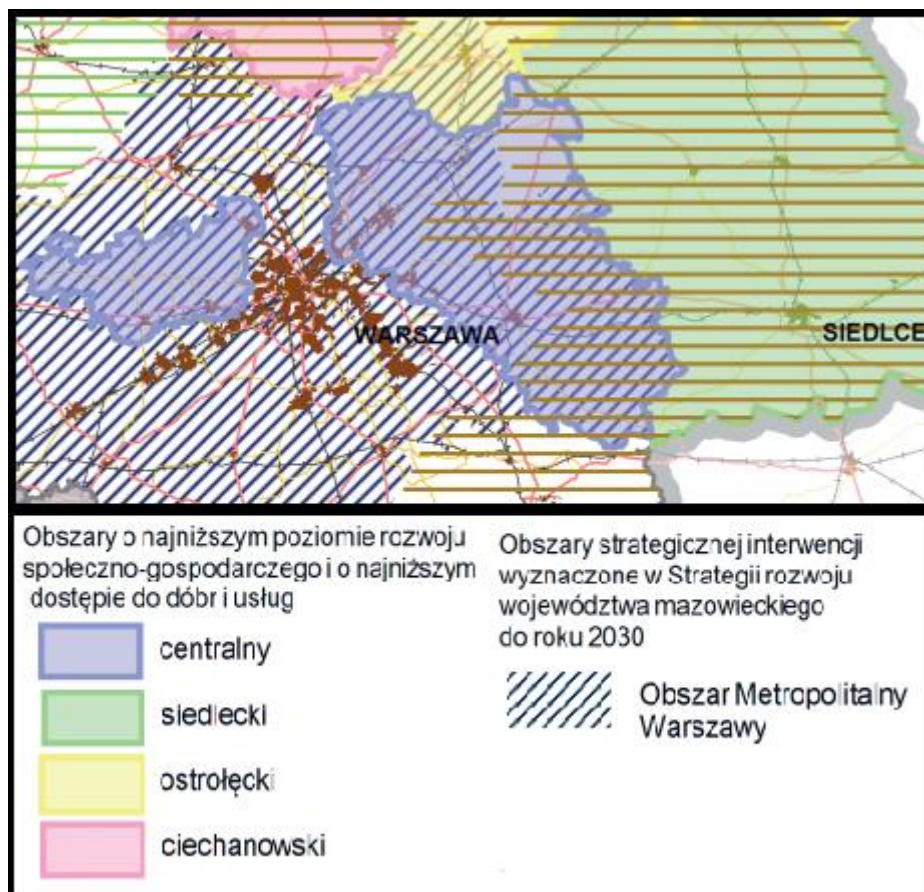 WARSZAWA
SIEDLCE
Obszary o najniższym poziomie rozwoju
społeczno-gospodarczego i o najniższym
dostępie do dóbr i usług
centralny
siedlecki
ostrołęcki
ciechanowski
Obszary strategicznej interwencji
wyznaczone w Strategii rozwoju
województwa mazowieckiego
do roku 2030
Obszar Metropolitalny
Warszawy